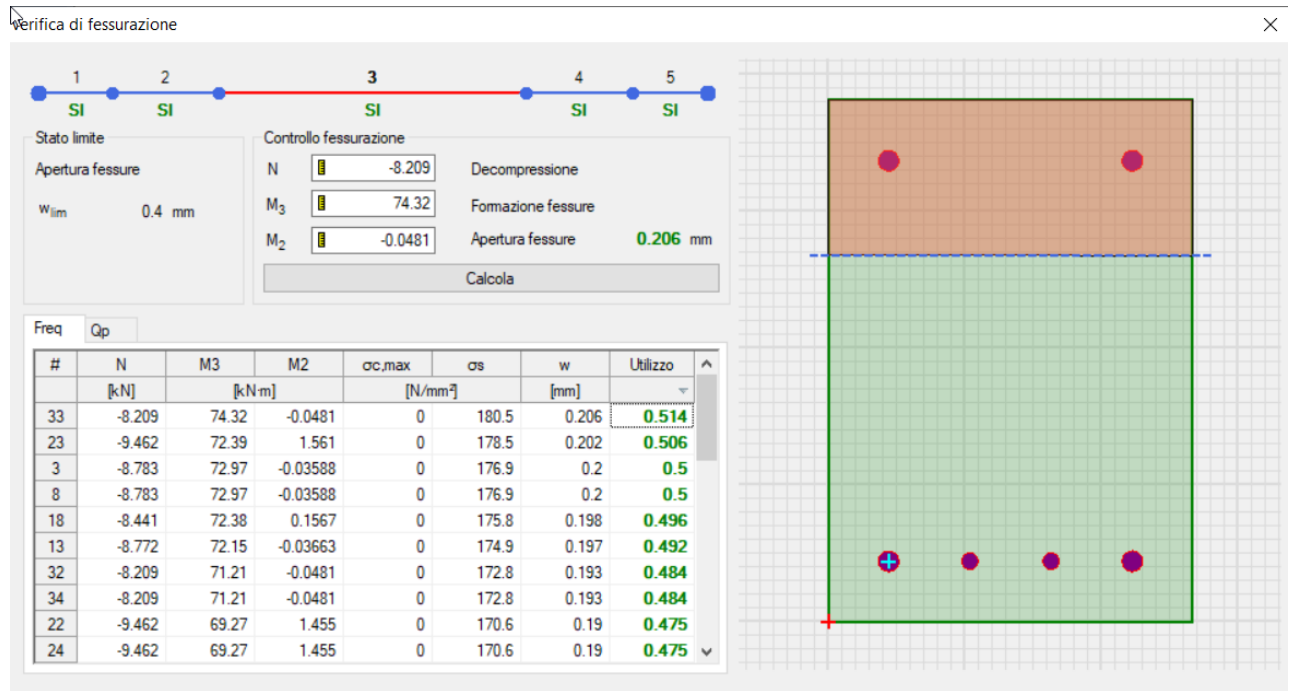 Verifica di fessurazione
1 2 3 4 5
SI SI SI SI SI
Stato limite
Apertura fessure
wlim 0.4 mm
Controllo fessurazione
N -8.209 Decompressione
M3 74.32 Formazione fessure
M2 -0.0481 Apertura fessure 0.206 mm
Calcola
Freq Qp
# N M3 M2 σc,max σs w Utilizzo
[kN] [kN·m] [N/mm²] [mm]
33 -8.209 74.32 -0.0481 0 180.5 0.206 0.514
23 -9.462 72.39 1.561 0 178.5 0.202 0.506
3 -8.783 72.97 -0.03588 0 176.9 0.2 0.5
8 -8.783 72.97 -0.03588 0 176.9 0.2 0.5
18 -8.441 72.38 0.1567 0 175.8 0.198 0.496
13 -8.772 72.15 -0.03663 0 174.9 0.197 0.492
32 -8.209 71.21 -0.0481 0 172.8 0.193 0.484
34 -8.209 71.21 -0.0481 0 172.8 0.193 0.484
22 -9.462 69.27 1.455 0 170.6 0.19 0.475
24 -9.462 69.27 1.455 0 170.6 0.19 0.475